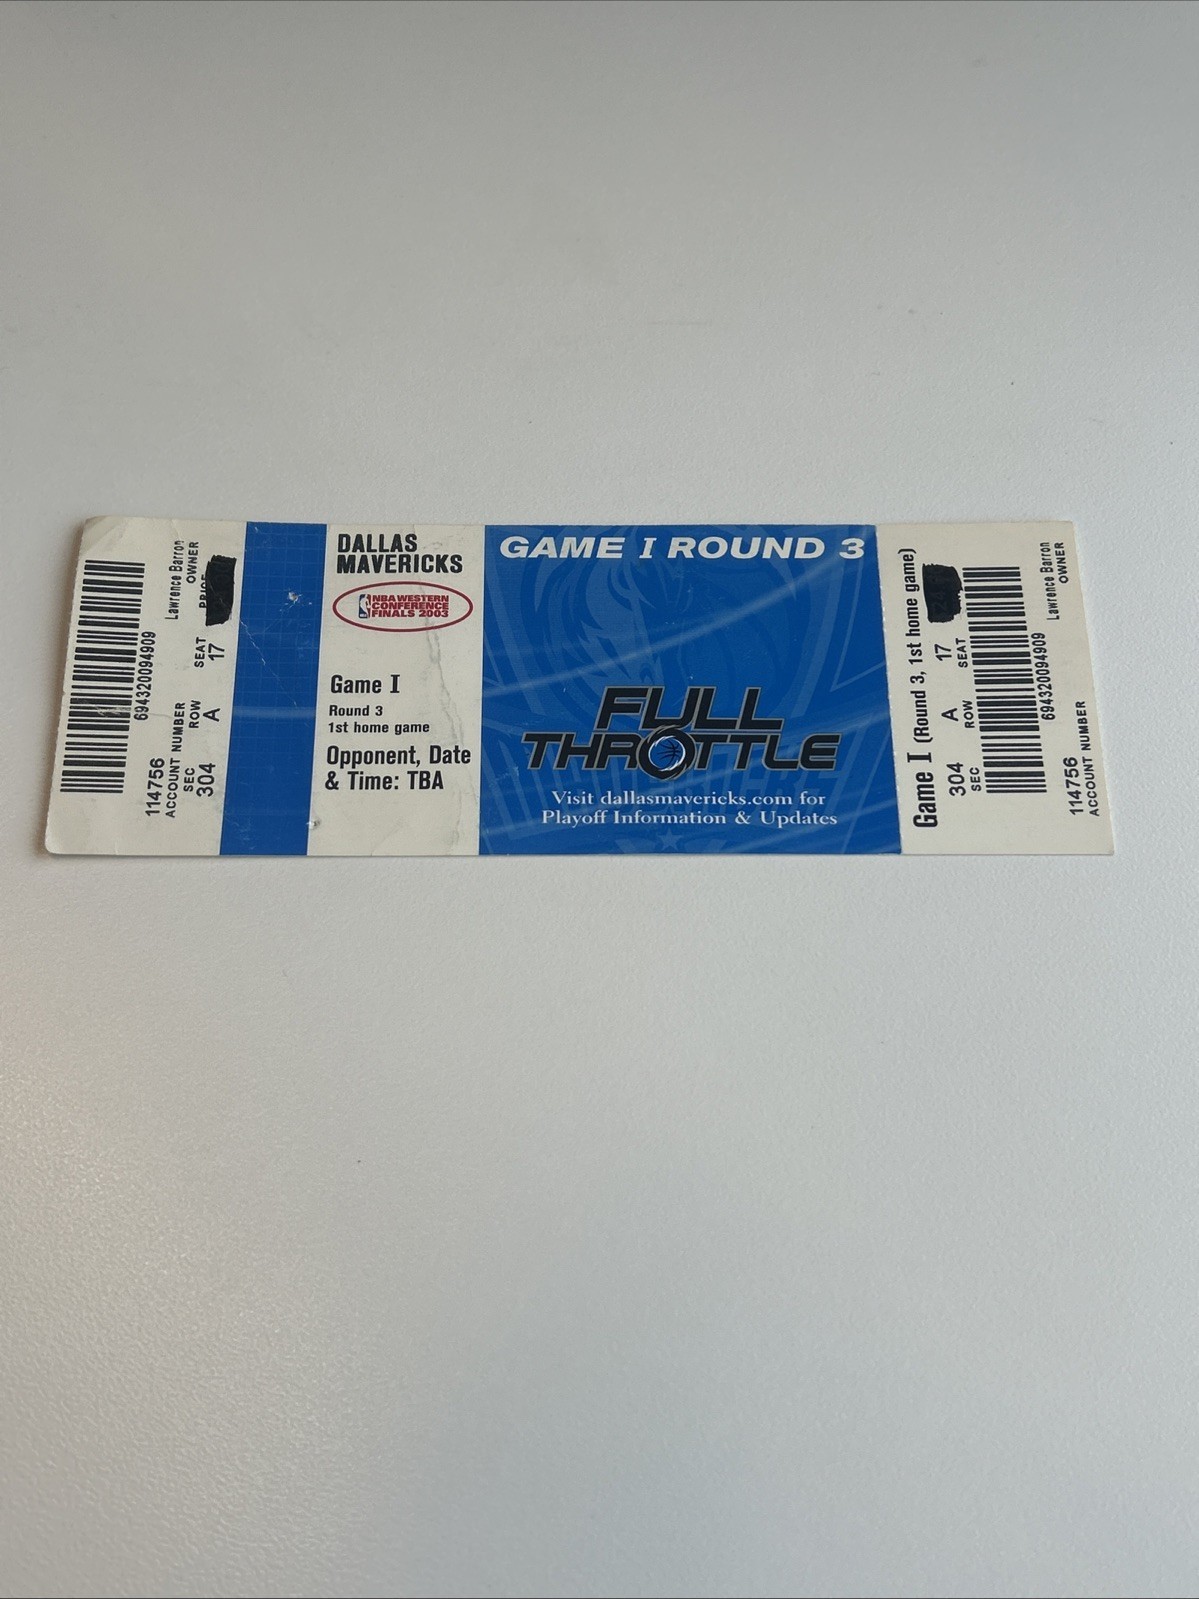 694320094909
114756
ACCOUNT NUMBER
Lawrence Barron
OWNER
SEC ROW SEAT PRICE
304 A 17
DALLAS
MAVERICKS
NBA WESTERN
CONFERENCE
FINALS 2003
Game I
Round 3
1st home game
Opponent, Date
& Time: TBA
GAME I ROUND 3
FULL
THROTTLE
Visit dallasmavericks.com for
Playoff Information & Updates
Game I (Round 3, 1st home game)
304 A 17
SEC ROW SEAT
694320094909
114756
ACCOUNT NUMBER
Lawrence Barron
OWNER